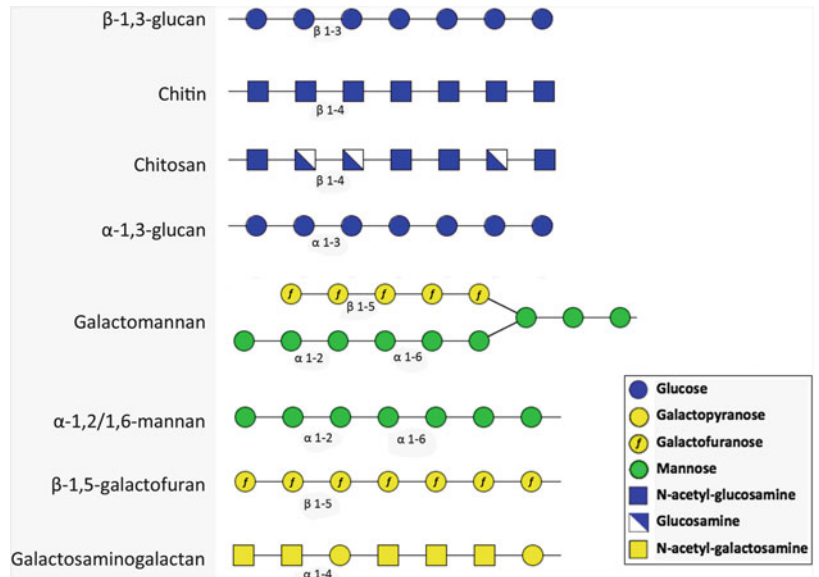 β-1,3-glucan
β 1-3
Chitin
β 1-4
Chitosan
β 1-4
α-1,3-glucan
α 1-3
f f f f f
β 1-5
Galactomannan
α 1-2 α 1-6
α-1,2/1,6-mannan
α 1-2 α 1-6
β-1,5-galactofuran
f f f f f f f
β 1-5
Galactosaminogalactan
α 1-4
Glucose
Galactopyranose
f Galactofuranose
Mannose
N-acetyl-glucosamine
Glucosamine
N-acetyl-galactosamine